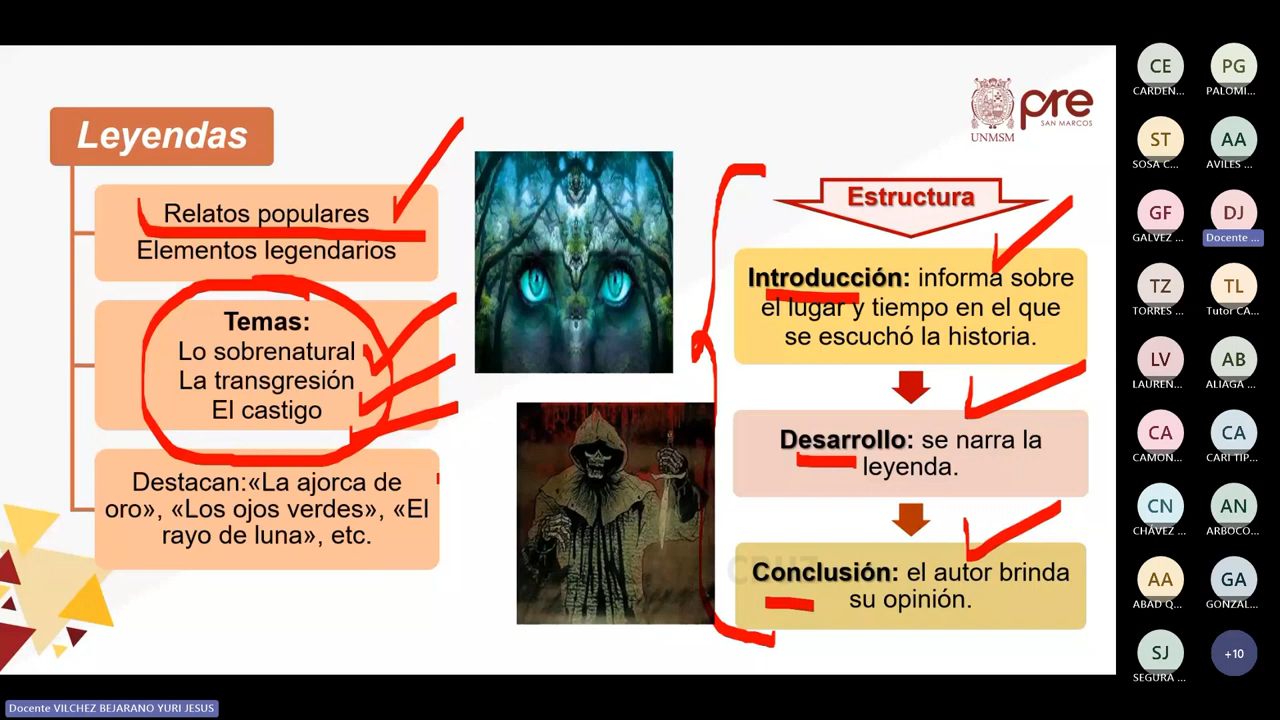 Leyendas
Relatos populares
Elementos legendarios
Temas:
Lo sobrenatural
La transgresión
El castigo
Destacan:«La ajorca de
oro», «Los ojos verdes», «El
rayo de luna», etc.
UNMSM
pre
SAN MARCOS
Estructura
Introducción: informa sobre
el lugar y tiempo en el que
se escuchó la historia.
Desarrollo: se narra la
leyenda.
Conclusión: el autor brinda
su opinión.
CE
CARDEN...
PG
PALOMI...
ST
SOSA C...
AA
AVILES ...
GF
GALVEZ ...
DJ
Docente ...
TZ
TORRES ...
TL
Tutor CA...
LV
LAUREN...
AB
ALIAGA ...
CA
CAMON...
CA
CARI TIP...
CN
CHÁVEZ ...
AN
ARBOCO...
AA
ABAD Q...
GA
GONZAL...
SJ
SEGURA ...
+10
Docente VILCHEZ BEJARANO YURI JESUS